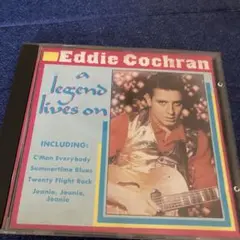 Eddie Cochran
a
legend
lives on
INCLUDING:
C'Mon Everybody
Summertime Blues
Twenty Flight Rock
Jeanie, Jeanie,
Jeanie